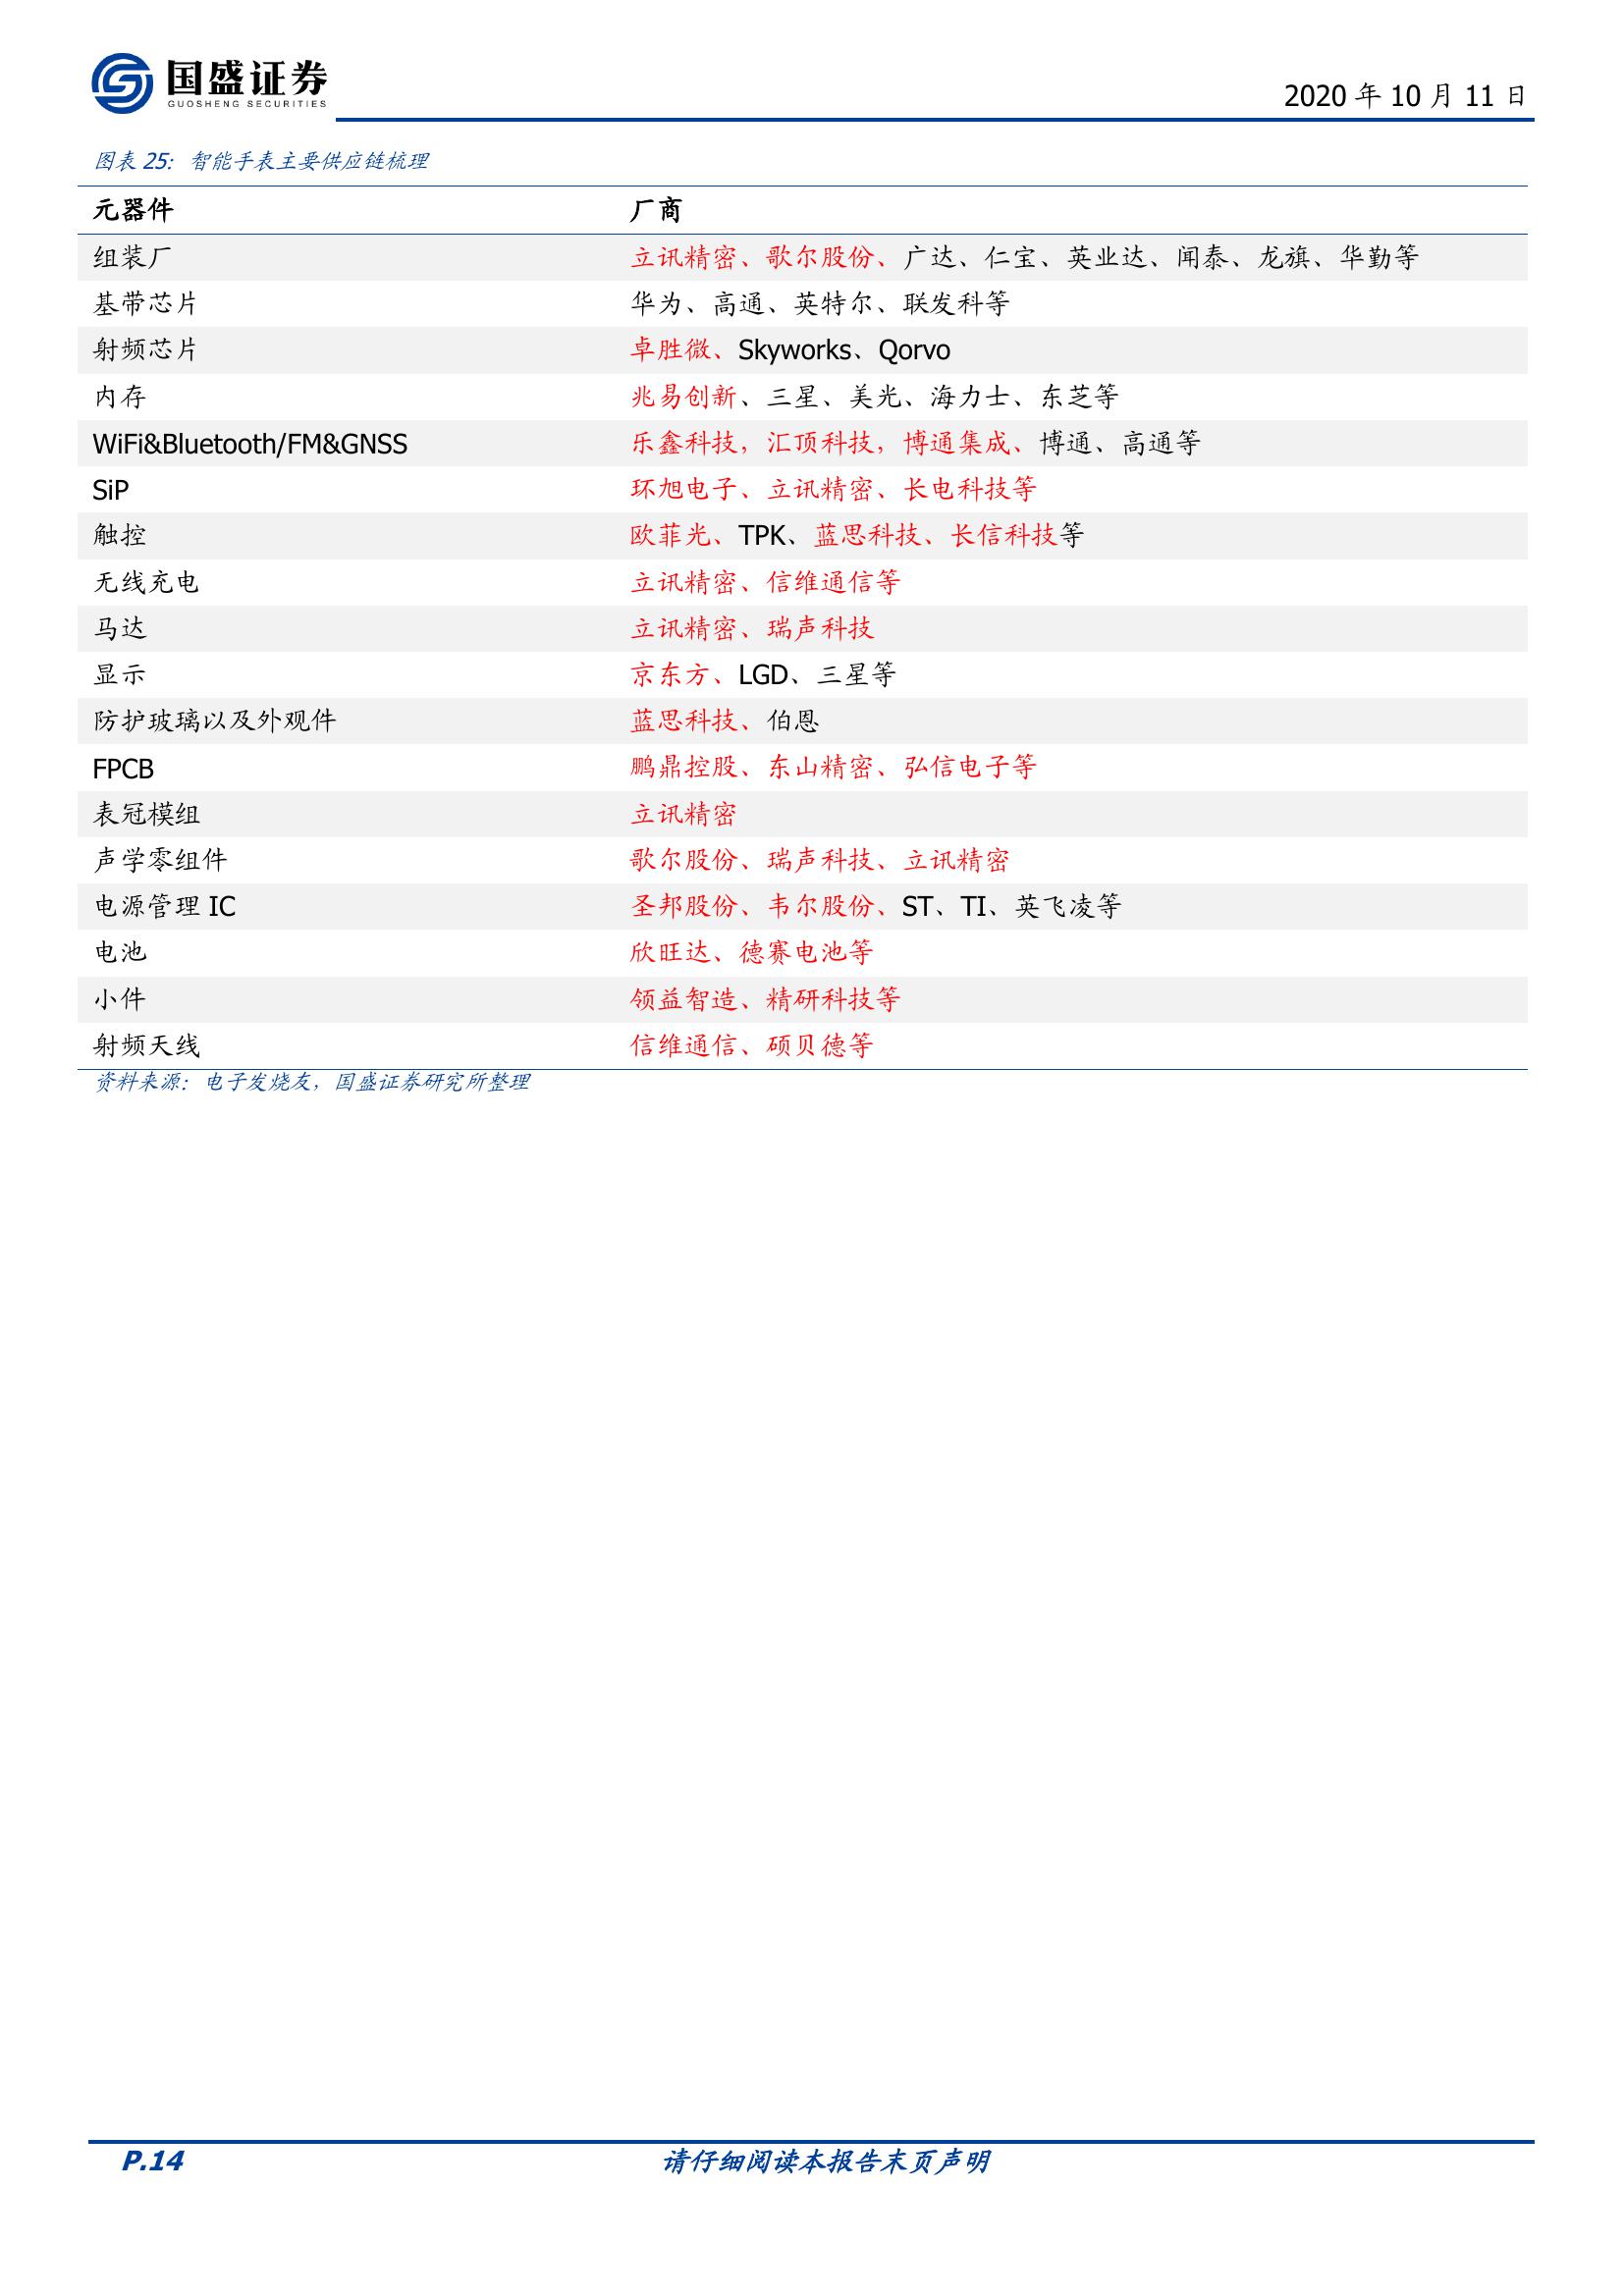 国盛证券
GUOSHENG SECURITIES
2020 年 10 月 11 日
图表 25：智能手表主要供应链梳理
元器件 厂商
组装厂 立讯精密、歌尔股份、广达、仁宝、英业达、闻泰、龙旗、华勤等
基带芯片 华为、高通、英特尔、联发科等
射频芯片 卓胜微、Skyworks、Qorvo
内存 兆易创新、三星、美光、海力士、东芝等
WiFi&Bluetooth/FM&GNSS 乐鑫科技，汇顶科技，博通集成、博通、高通等
SiP 环旭电子、立讯精密、长电科技等
触控 欧菲光、TPK、蓝思科技、长信科技等
无线充电 立讯精密、信维通信等
马达 立讯精密、瑞声科技
显示 京东方、LGD、三星等
防护玻璃以及外观件 蓝思科技、伯恩
FPCB 鹏鼎控股、东山精密、弘信电子等
表冠模组 立讯精密
声学零组件 歌尔股份、瑞声科技、立讯精密
电源管理 IC 圣邦股份、韦尔股份、ST、TI、英飞凌等
电池 欣旺达、德赛电池等
小件 领益智造、精研科技等
射频天线 信维通信、硕贝德等
资料来源：电子发烧友，国盛证券研究所整理
P.14 请仔细阅读本报告末页声明